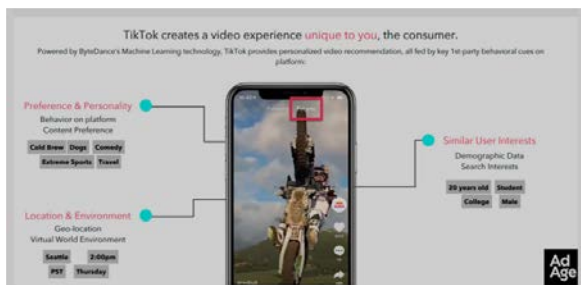 TikTok creates a video experience unique to you, the consumer.
Powered by ByteDance's Machine Learning technology, TikTok provides personalized video recommendation, all fed by key 1st-party behavioral cues on
platform:
Preference & Personality
Behavior on platform
Content Preference
Cold Brew Dogs Comedy
Extreme Sports Travel
Similar User Interests
Demographic Data
Search Interests
20 years old Student
College Male
Location & Environment
Geo-location
Virtual World Environment
Seattle 2:00pm
PST Thursday
Ad
Age